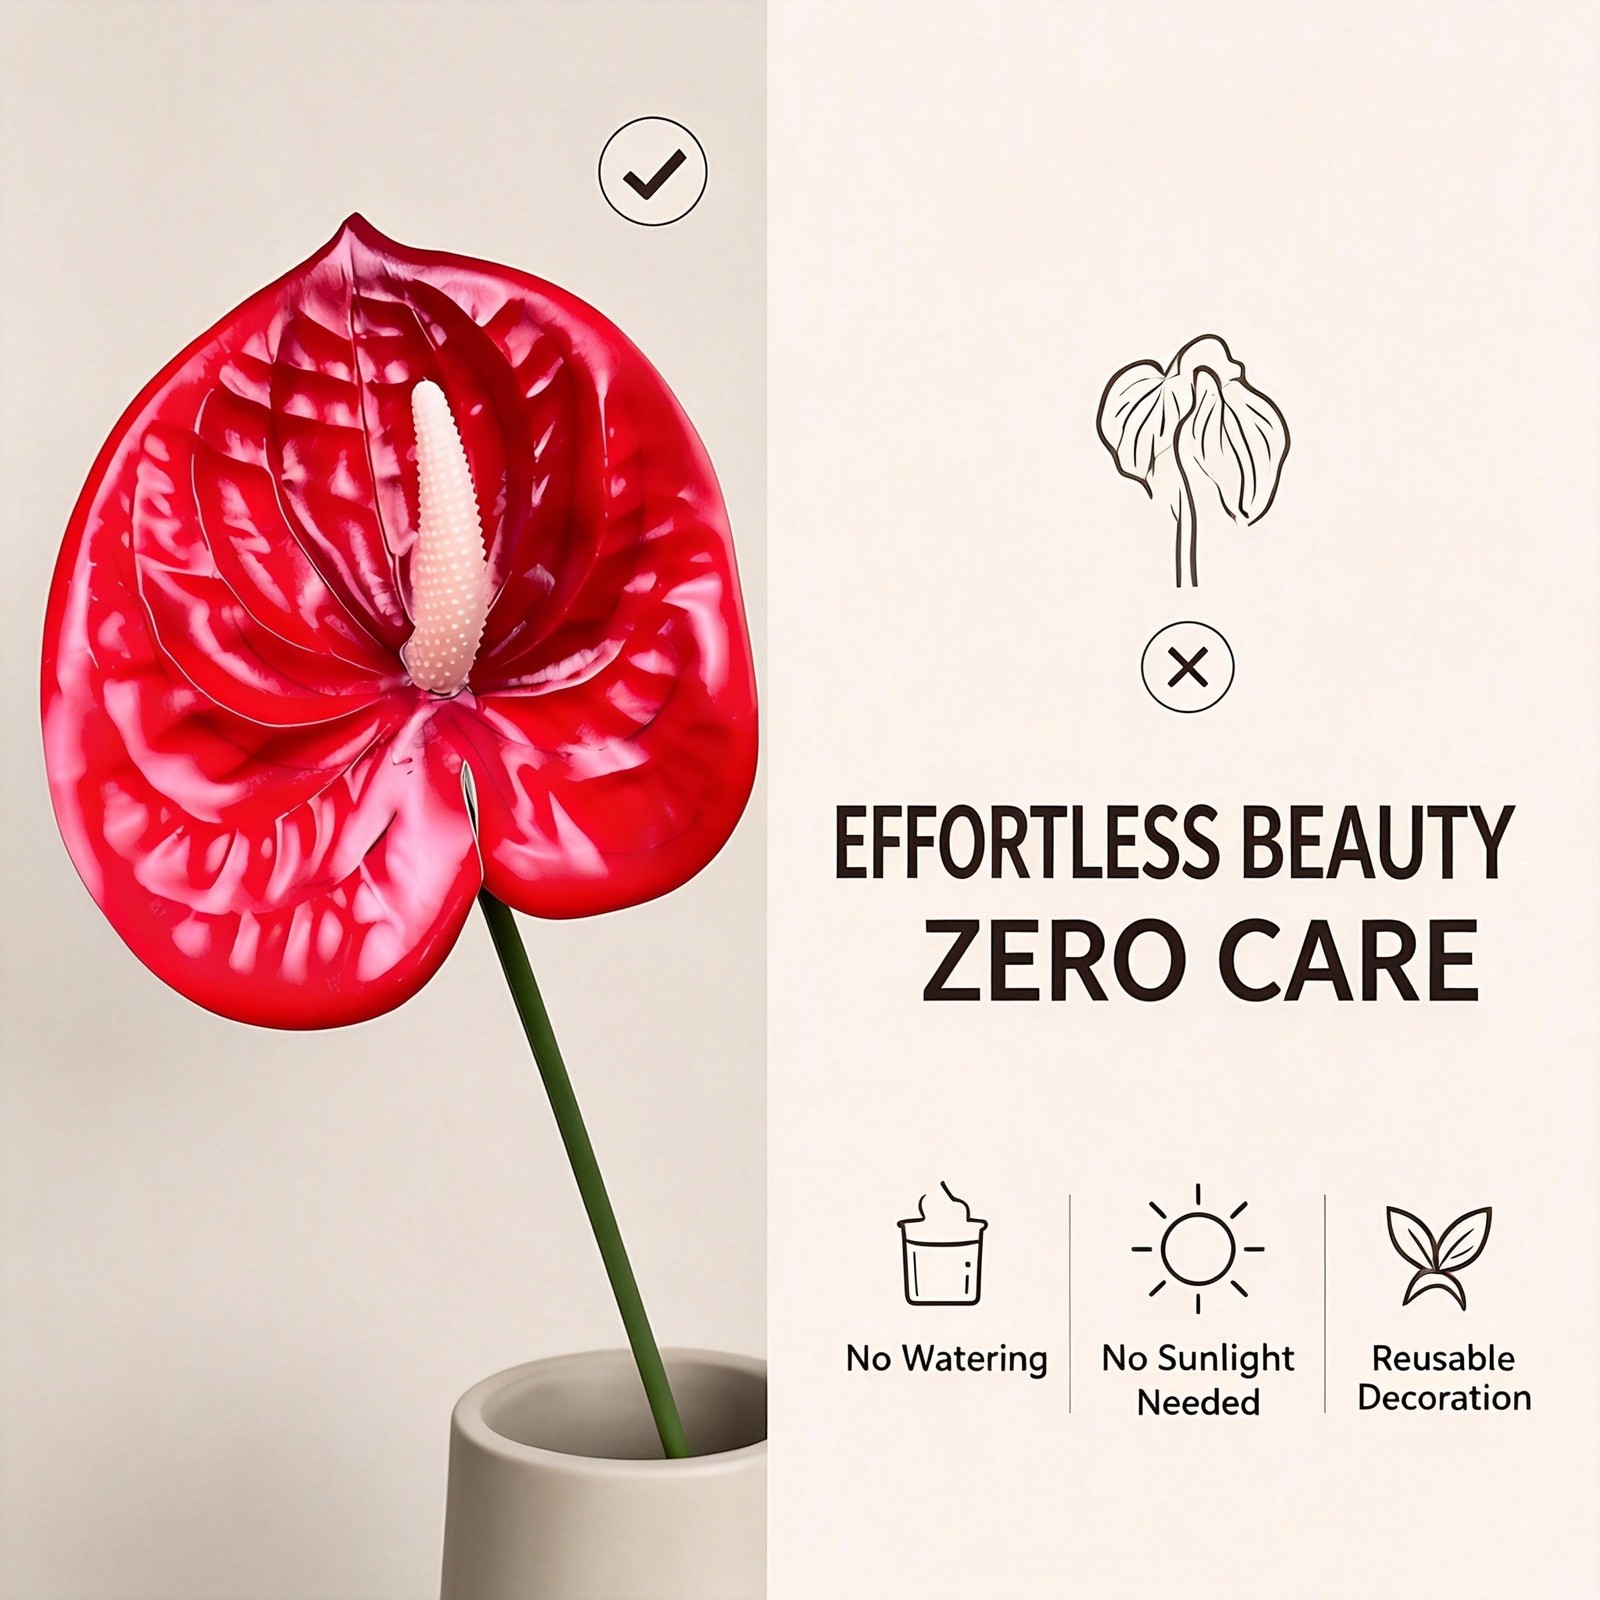 EFFORTLESS BEAUTY
ZERO CARE
No Watering
No Sunlight
Needed
Reusable
Decoration